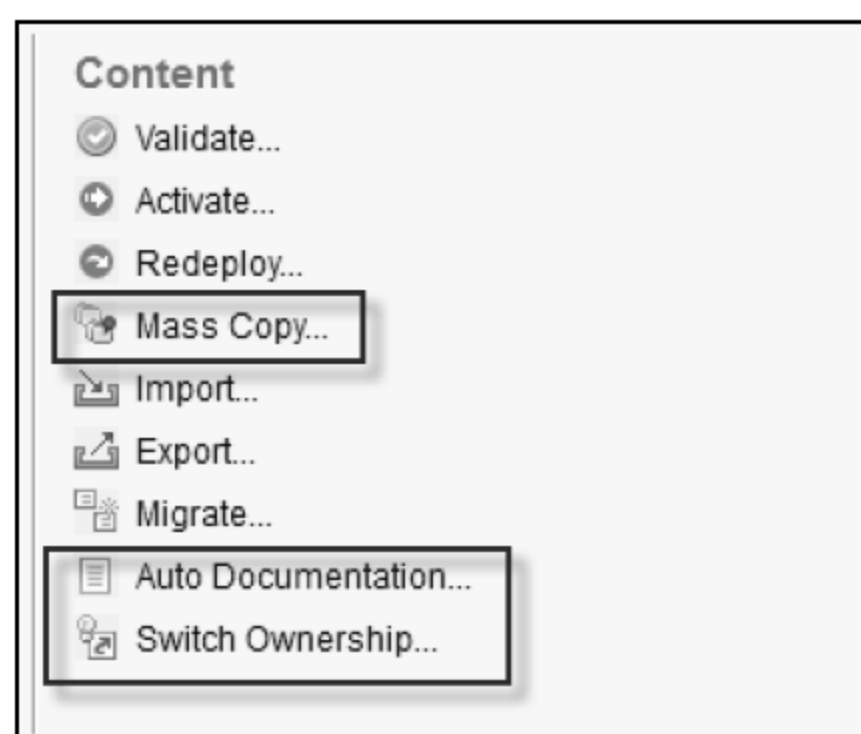 Content
Validate...
Activate...
Redeploy...
Mass Copy...
Import...
Export...
Migrate...
Auto Documentation...
Switch Ownership...